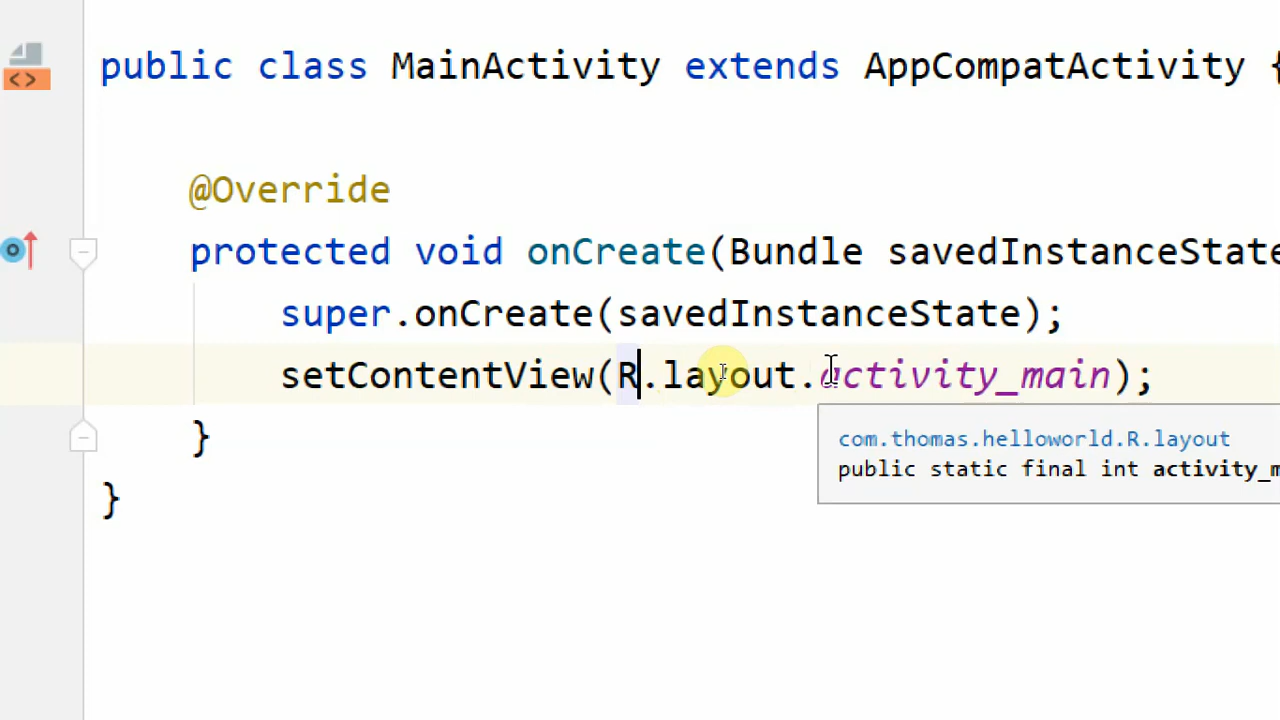 public class MainActivity extends AppCompatActivity {
@Override
protected void onCreate(Bundle savedInstanceState
super.onCreate(savedInstanceState);
setContentView(R.layout.activity_main);
}
com.thomas.helloworld.R.layout
public static final int activity_m
}